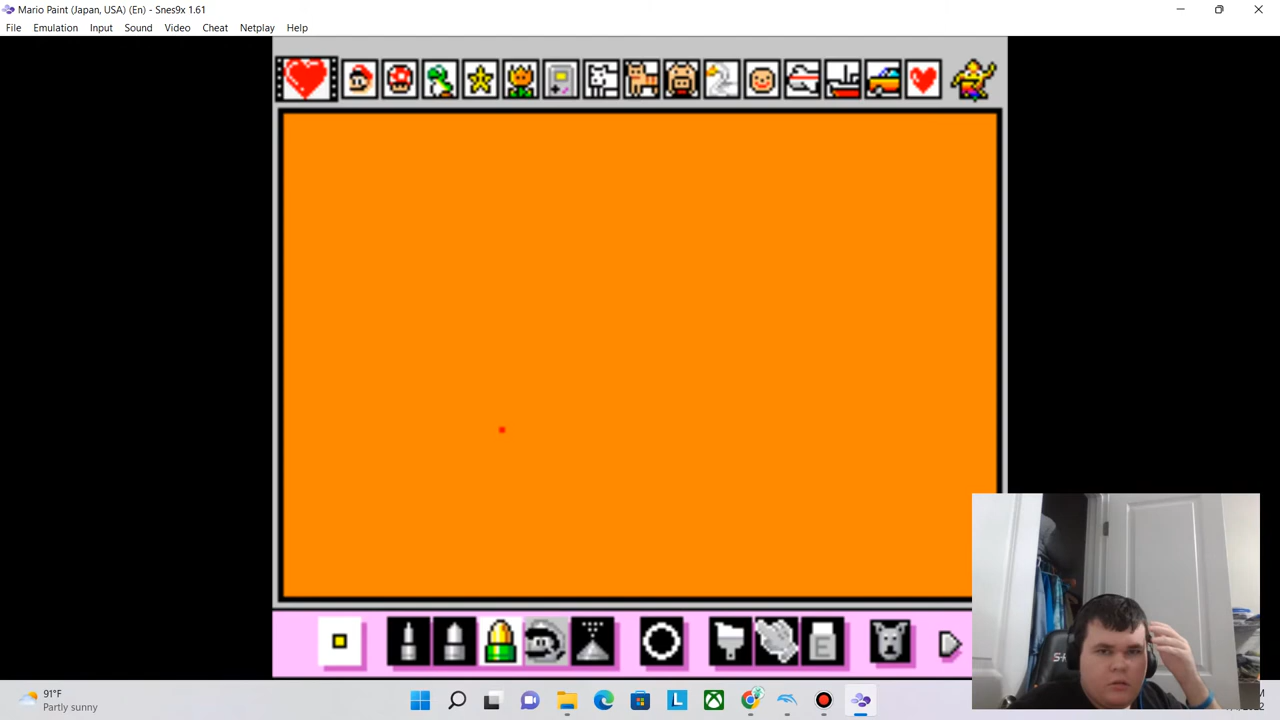 Mario Paint (Japan, USA) (En) - Snes9x 1.61
File Emulation Input Sound Video Cheat Netplay Help
E
91°F
Partly sunny